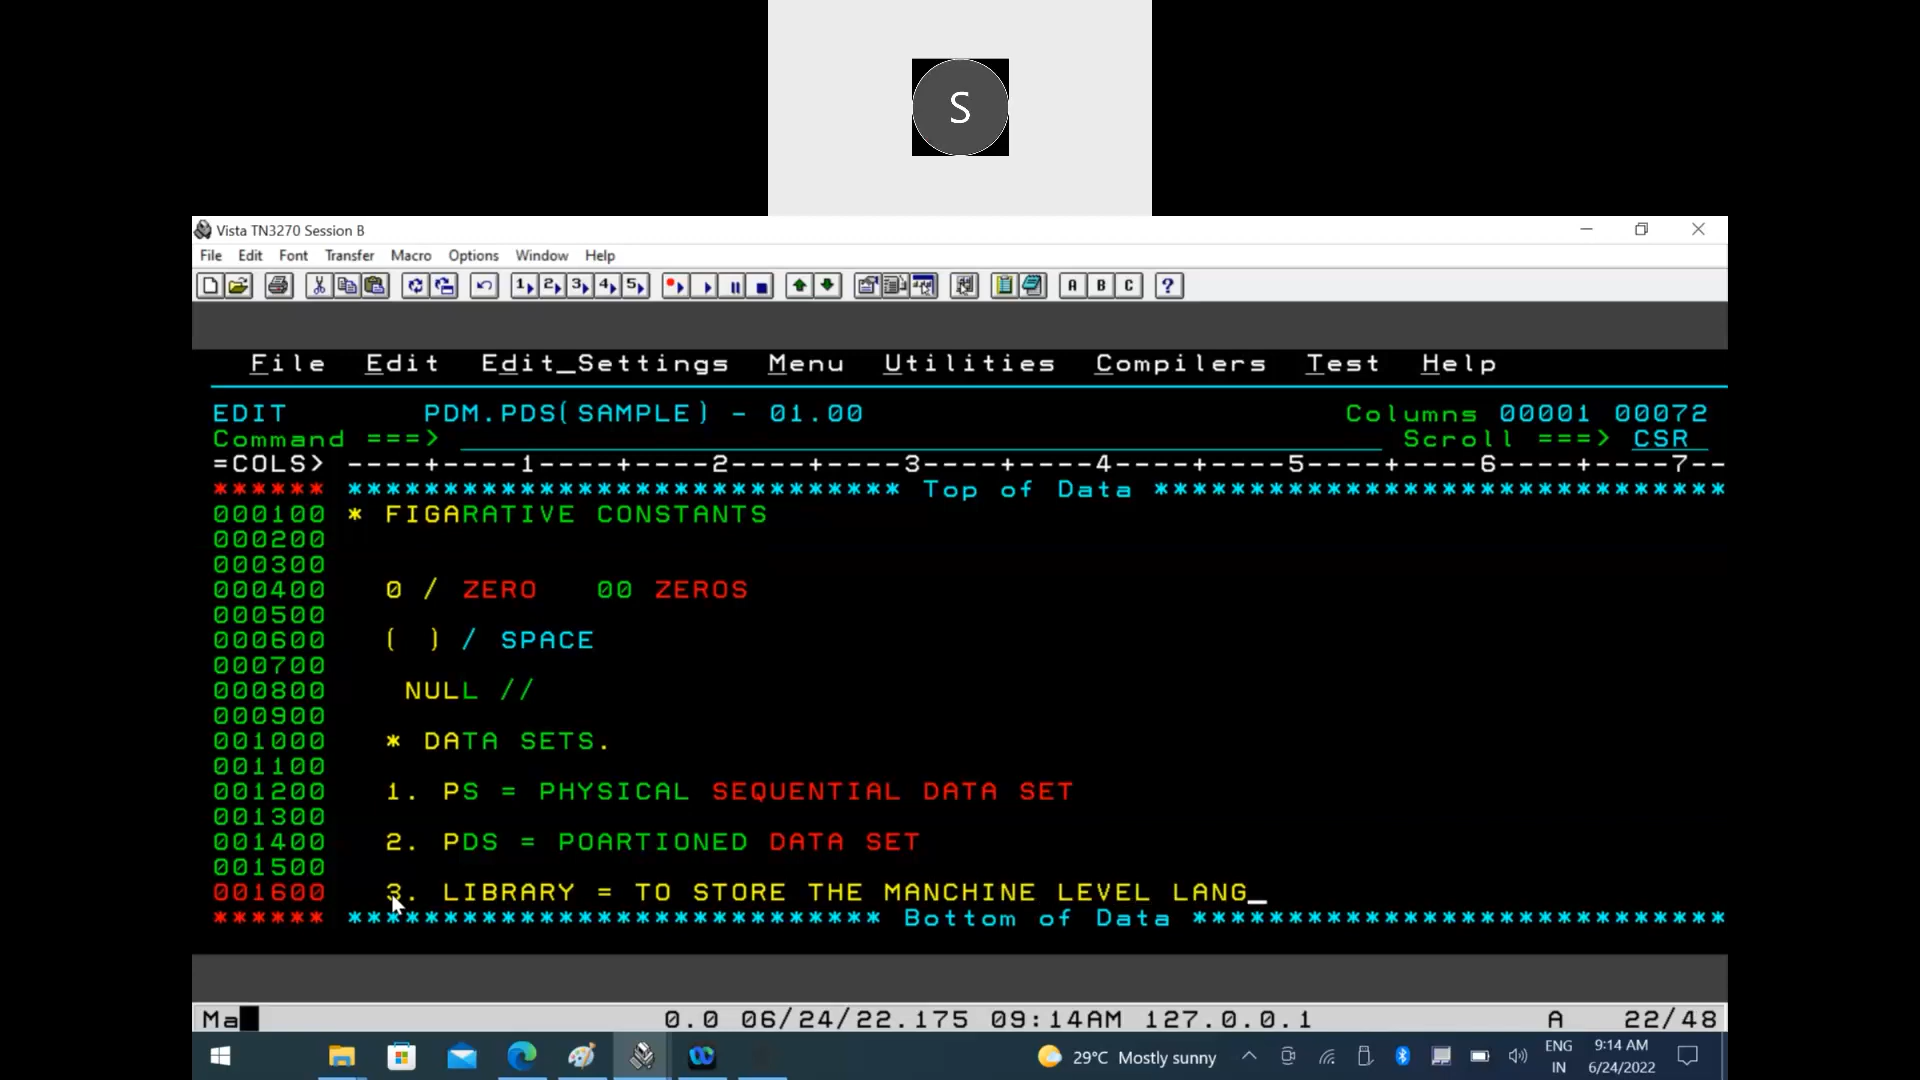 S
Vista TN3270 Session B
File Edit Font Transfer Macro Options Window Help
1 2 3 4 5 A B C ?
File Edit Edit_Settings Menu Utilities Compilers Test Help
EDIT PDM.PDS(SAMPLE) - 01.00 Columns 00001 00072
Command ===> Scroll ===> CSR
=COLS> ----+----1----+----2----+----3----+----4----+----5----+----6----+----7--
****** ***************************** Top of Data ******************************
000100 * FIGARATIVE CONSTANTS
000200
000300
000400 0 / ZERO 00 ZEROS
000500
000600 ( ) / SPACE
000700
000800 NULL //
000900
001000 * DATA SETS.
001100
001200 1. PS = PHYSICAL SEQUENTIAL DATA SET
001300
001400 2. PDS = POARTIONED DATA SET
001500
001600 3. LIBRARY = TO STORE THE MANCHINE LEVEL LANG_
****** **************************** Bottom of Data ****************************
Ma 0.0 06/24/22.175 09:14AM 127.0.0.1 A 22/48
29°C Mostly sunny ENG IN 9:14 AM 6/24/2022